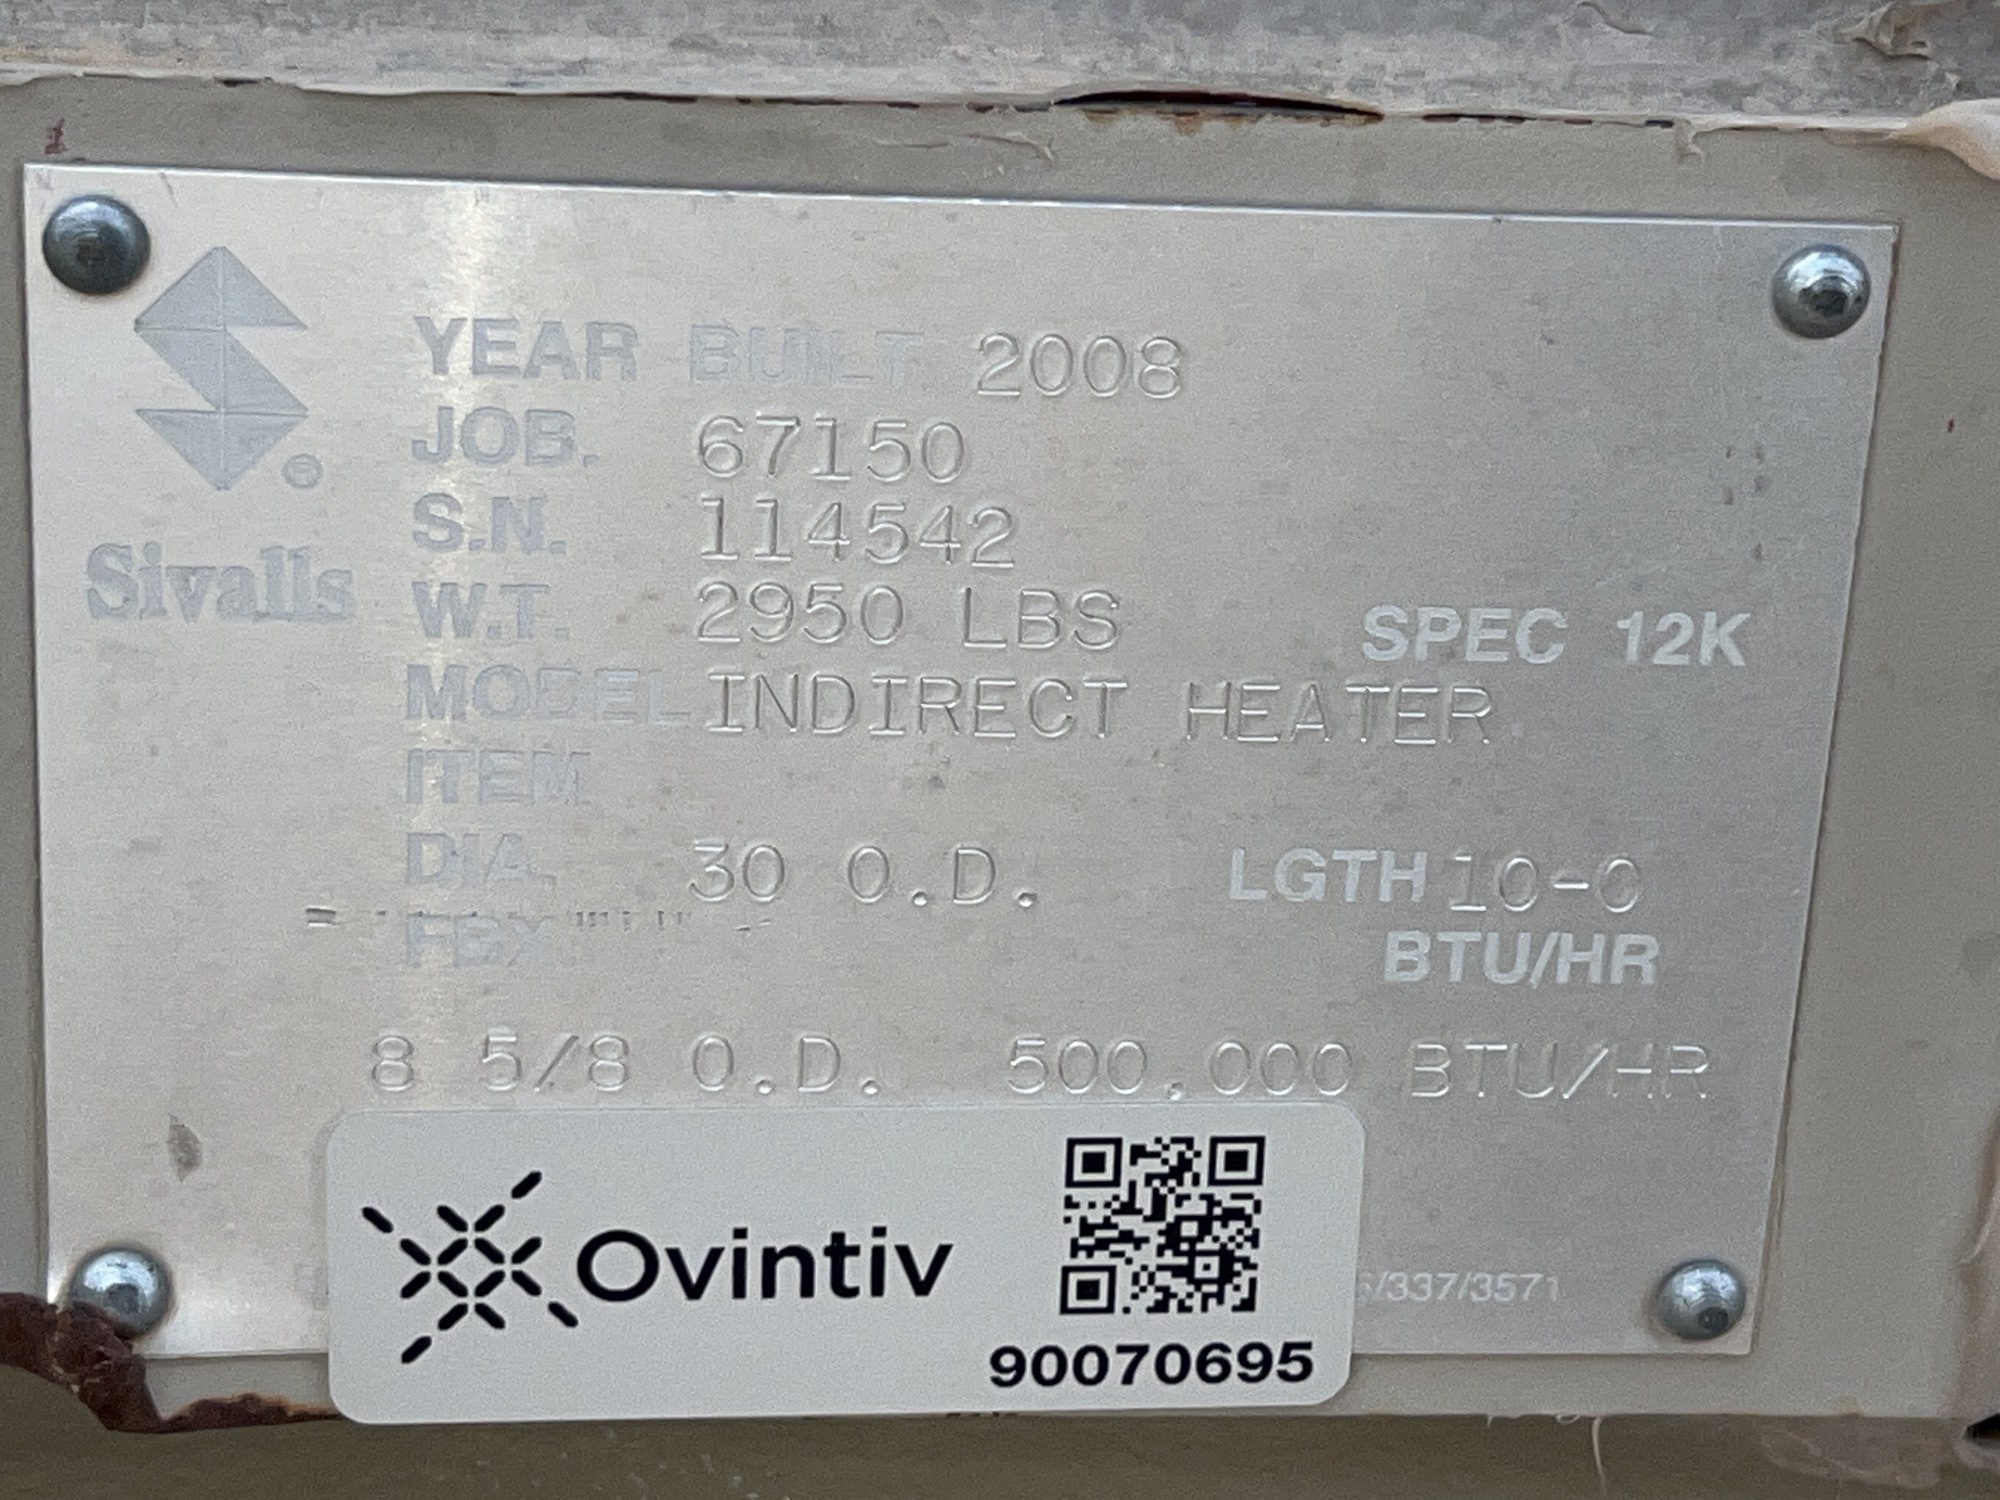 YEAR BUILT 2008
JOB. 67150
S.N. 114542
Sivalls ®
W.T. 2950 LBS SPEC 12K
MODEL INDIRECT HEATER
ITEM
DIA. 30 O.D. LGTH 10-0
FBX BTU/HR
8 5/8 O.D. 500,000 BTU/HR
Ovintiv
/337/3571
90070695